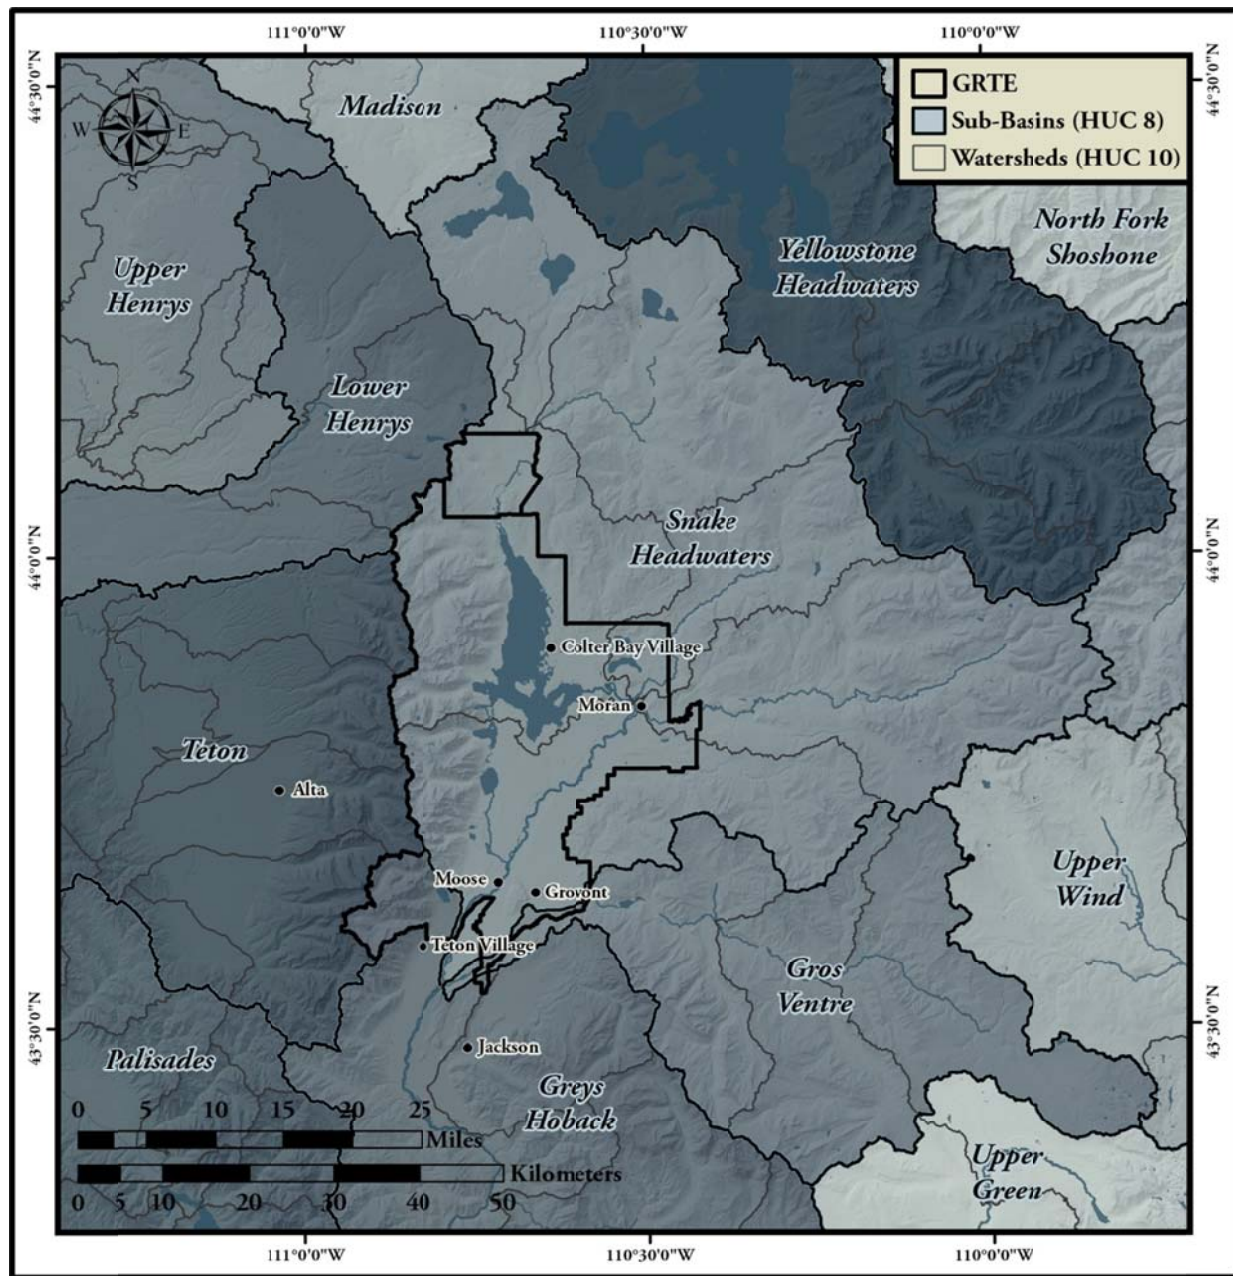 111°0'0"W
110°30'0"W
110°0'0"W
44°30'0"N
44°30'0"N
N
W
E
S
GRTE
Sub-Basins (HUC 8)
Watersheds (HUC 10)
Madison
North Fork
Shoshone
Yellowstone
Headwaters
Upper
Henrys
Lower
Henrys
Snake
Headwaters
44°0'0"N
44°0'0"N
Colter Bay Village
Moran
Teton
Alta
Upper
Wind
Moose
Grovont
Teton Village
Gros
Ventre
43°30'0"N
43°30'0"N
Palisades
Jackson
Greys
Hoback
0 5 10 15 20 25
Miles
Kilometers
0 5 10 20 30 40 50
Upper
Green
111°0'0"W
110°30'0"W
110°0'0"W